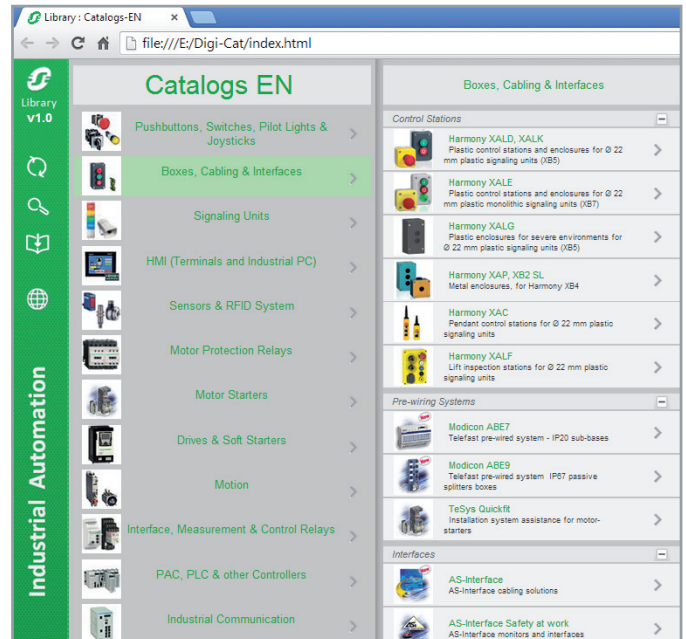 Library : Catalogs-EN
file:///E:/Digi-Cat/index.html
Library
v1.0
Industrial Automation
Catalogs EN
Pushbuttons, Switches, Pilot Lights &
Joysticks
Boxes, Cabling & Interfaces
Signaling Units
HMI (Terminals and Industrial PC)
Sensors & RFID System
Motor Protection Relays
Motor Starters
Drives & Soft Starters
Motion
Interface, Measurement & Control Relays
PAC, PLC & other Controllers
Industrial Communication
Boxes, Cabling & Interfaces
Control Stations
Harmony XALD, XALK
Plastic control stations and enclosures for Ø 22
mm plastic signaling units (XB5)
Harmony XALE
Plastic control stations and enclosures for Ø 22
mm plastic monolithic signaling units (XB7)
Harmony XALG
Plastic enclosures for severe environments for
Ø 22 mm plastic signaling units (XB5)
Harmony XAP, XB2 SL
Metal enclosures, for Harmony XB4
Harmony XAC
Pendant control stations for Ø 22 mm plastic
signaling units
Harmony XALF
Lift inspection stations for Ø 22 mm plastic
signaling units
Pre-wiring Systems
Modicon ABE7
Telefast pre-wired system - IP20 sub-bases
Modicon ABE9
Telefast pre-wired system IP67 passive
splitters boxes
TeSys Quickfit
Installation system assistance for motor-
starters
Interfaces
AS-Interface
AS-Interface cabling solutions
AS-Interface Safety at work
AS-Interface monitors and interfaces